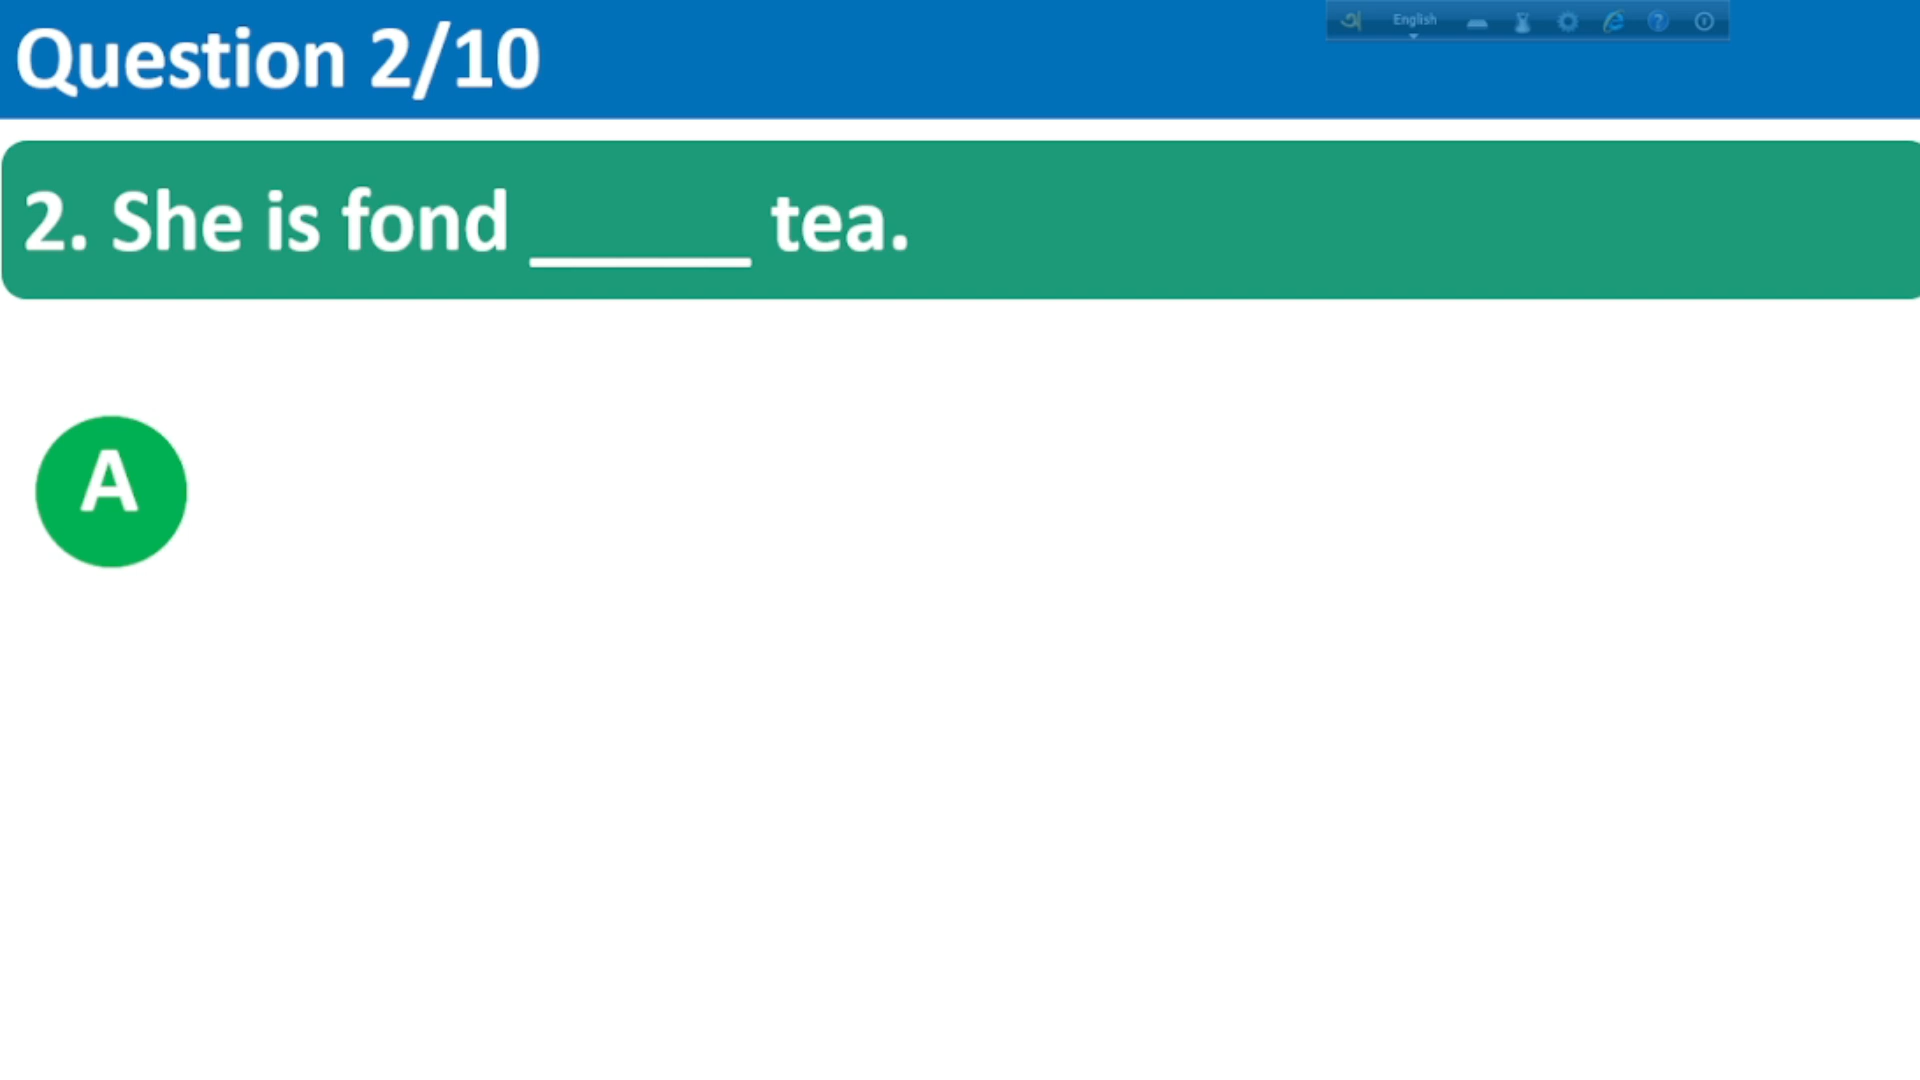 Question 2/10
অ English
2. She is fond ______ tea.
A